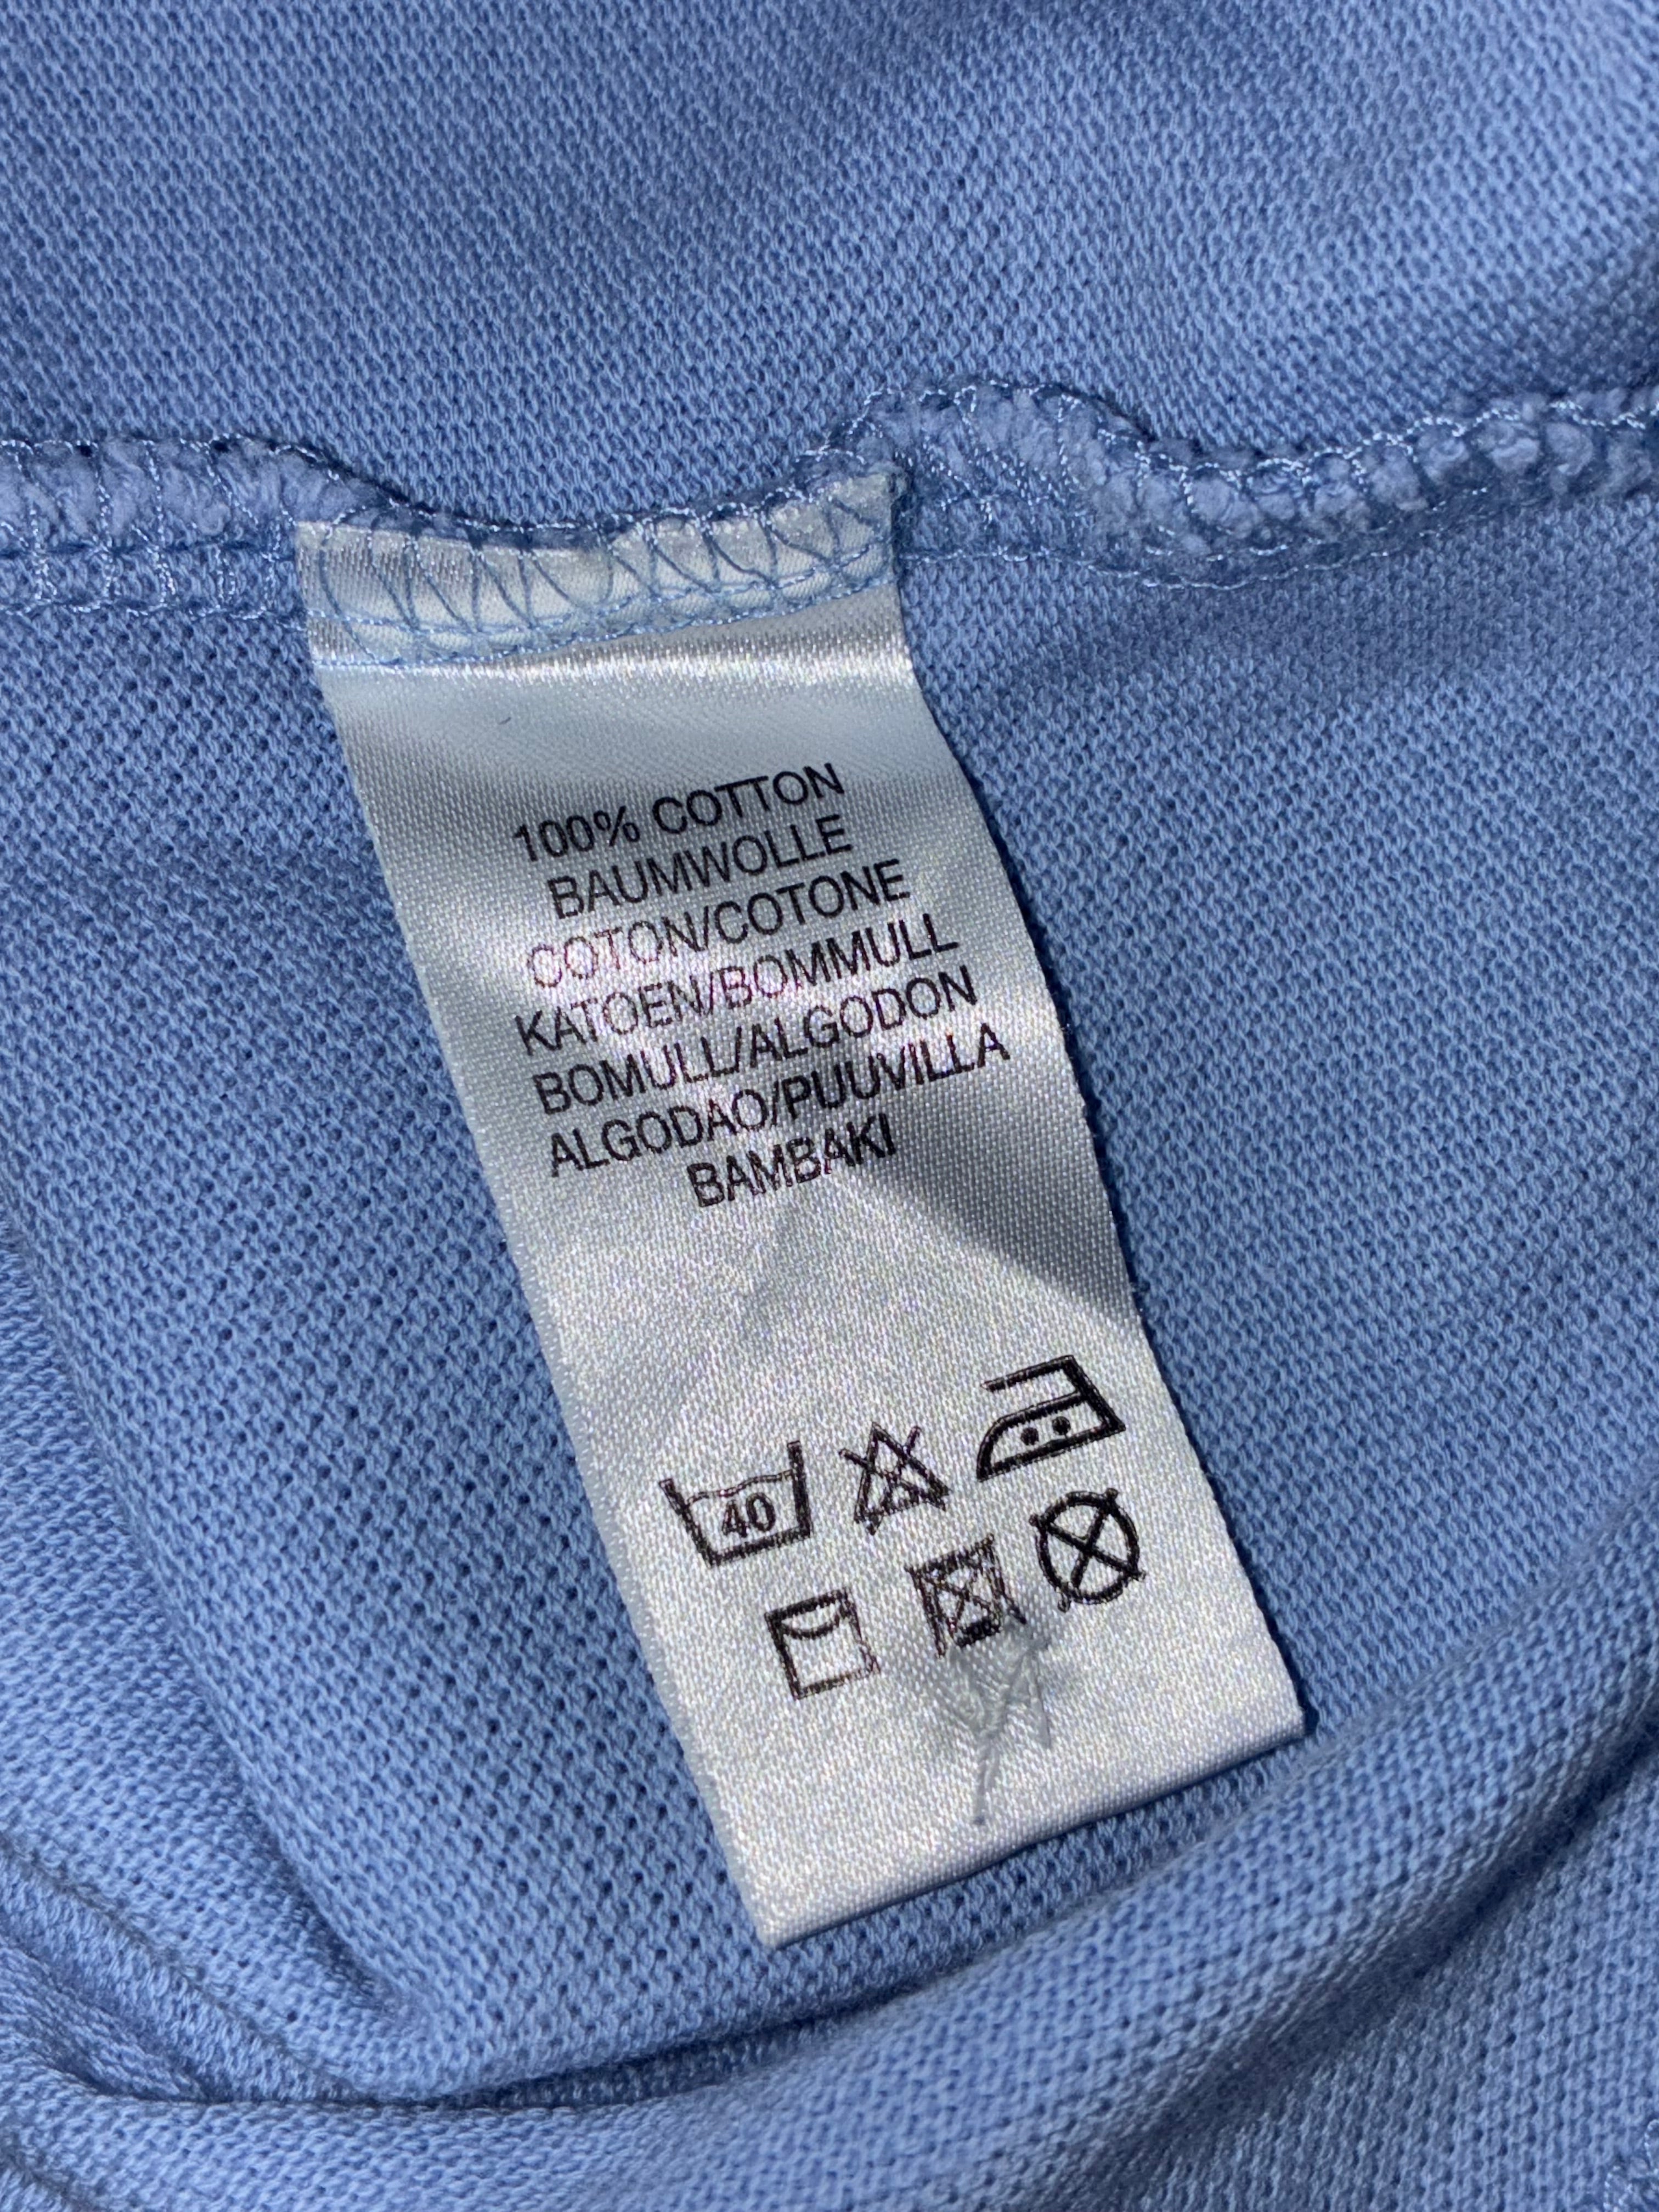 100% COTTON
BAUMWOLLE
COTON/COTONE
KATOEN/BOMMULL
BOMULL/ALGODON
ALGODAO/PUUVILLA
BAMBAKI
40